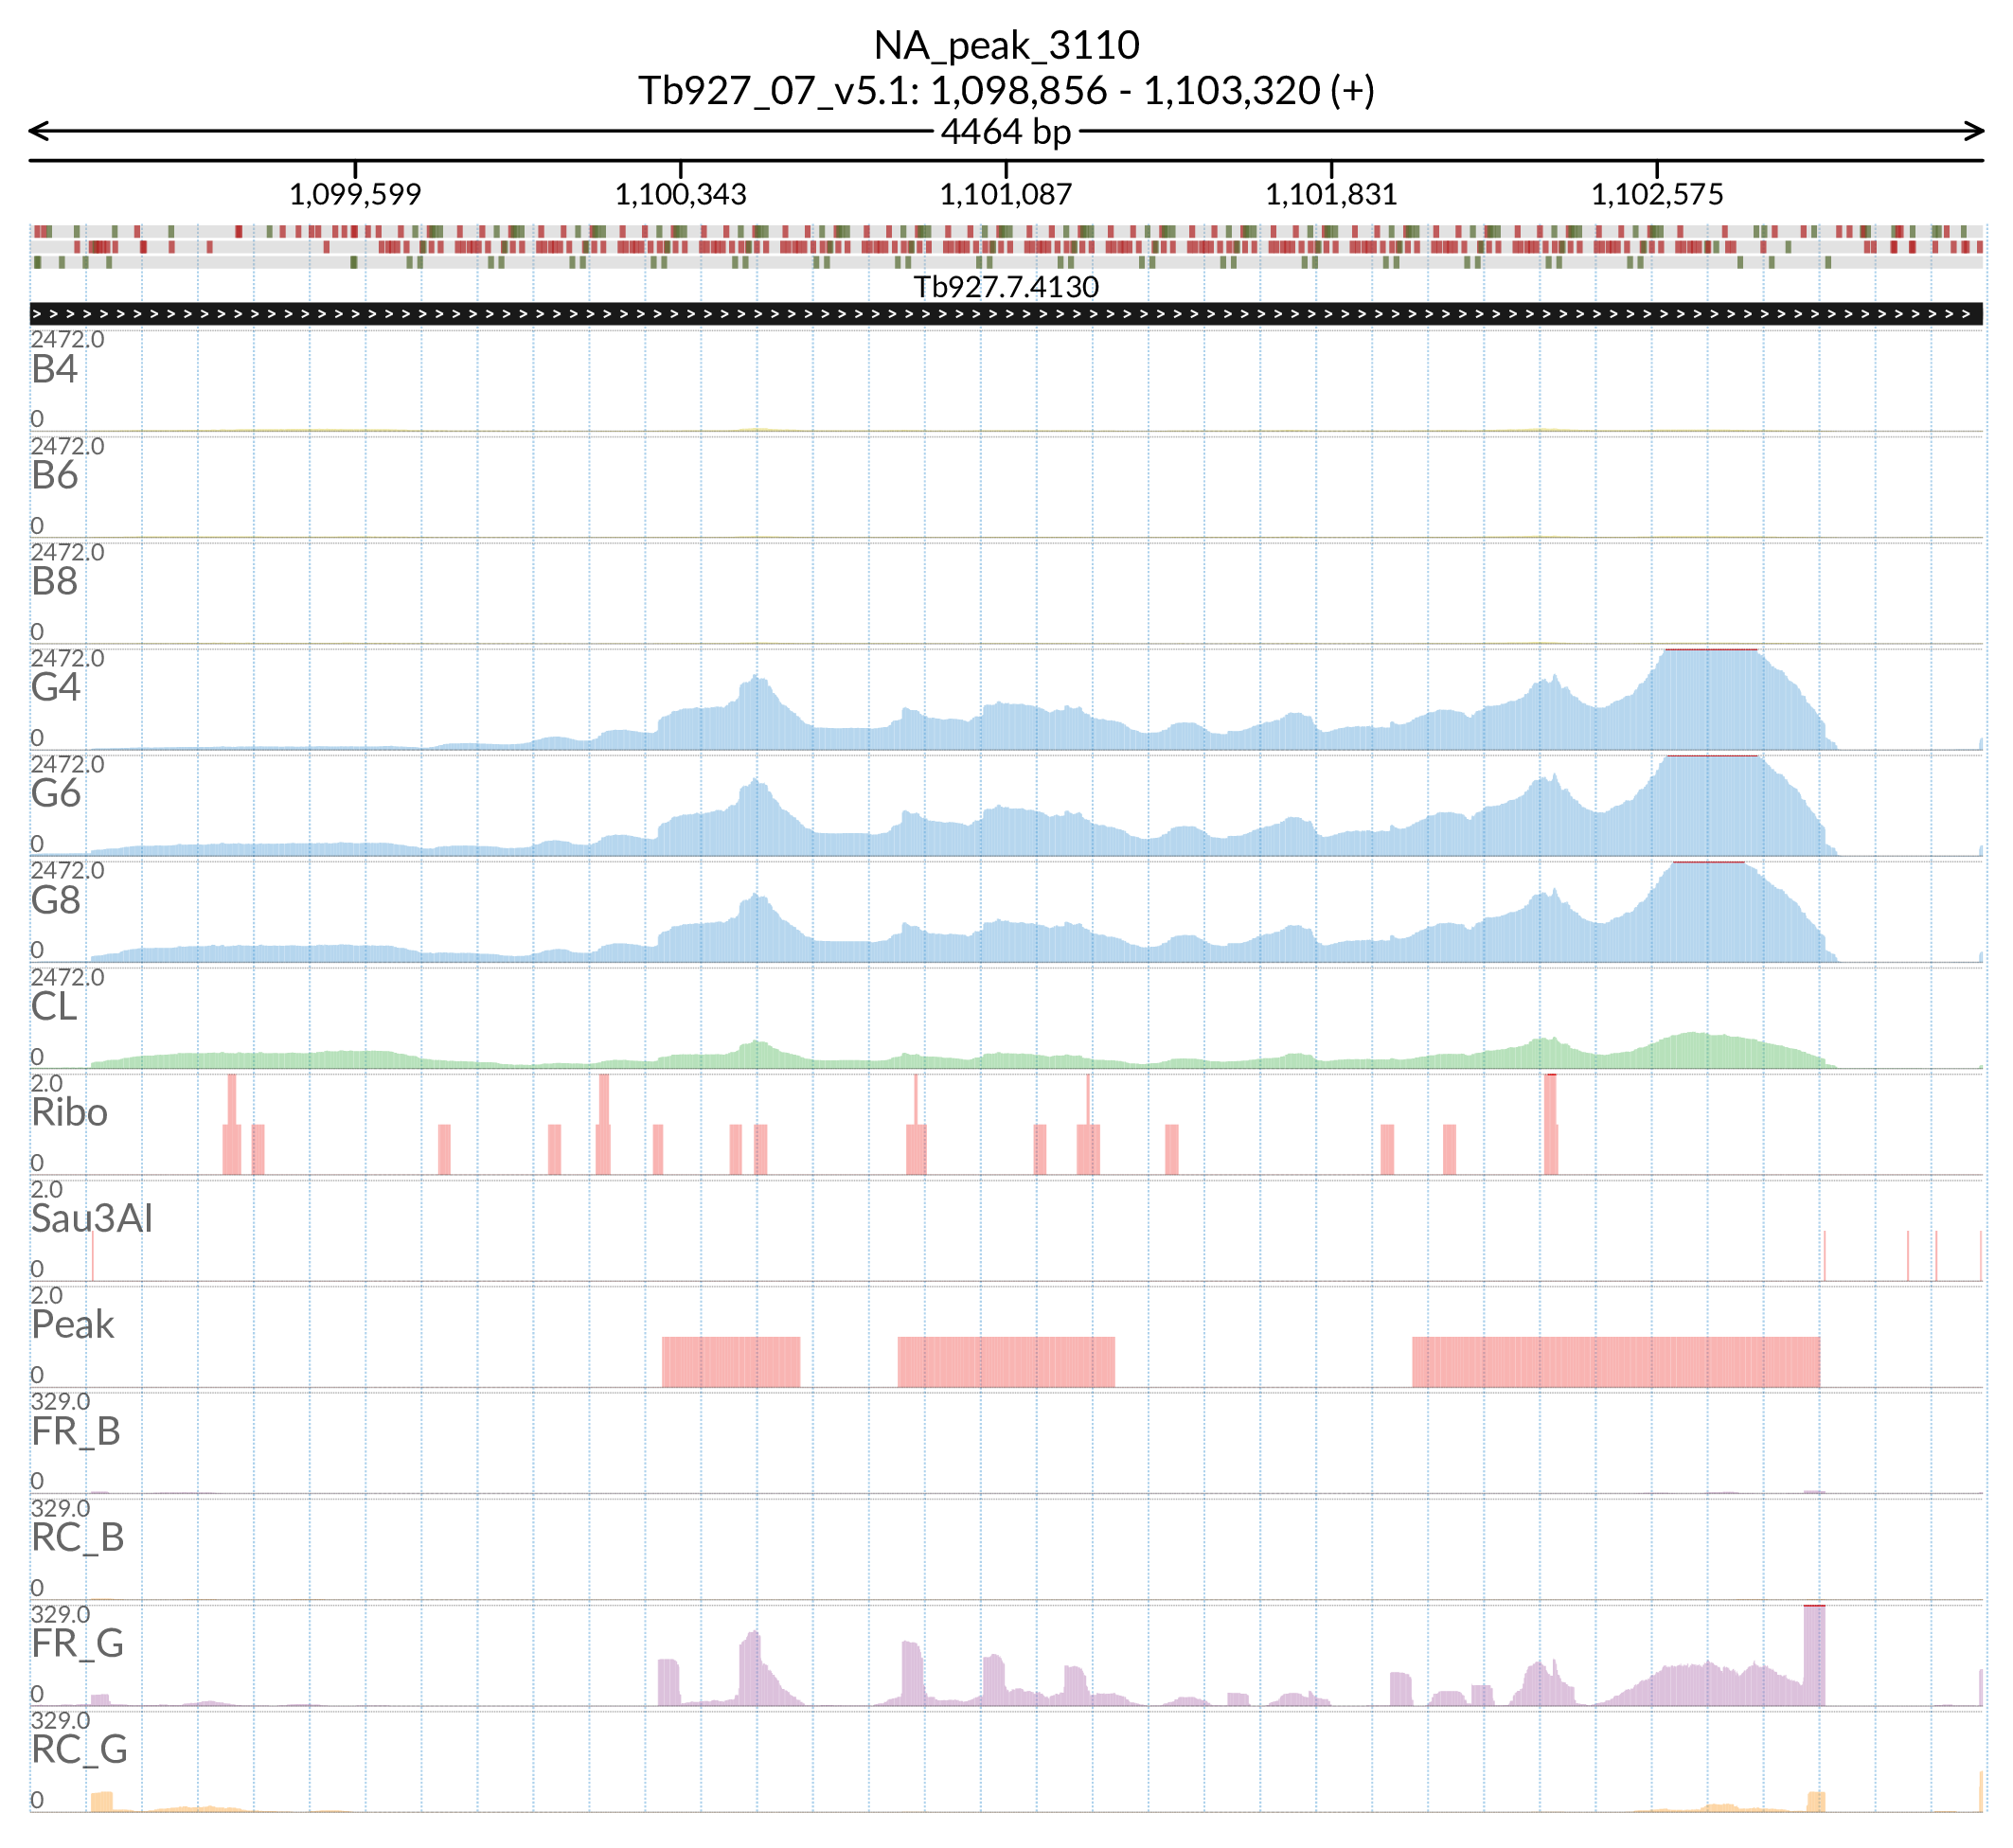 NA_peak_3110
Tb927_07_v5.1: 1,098,856 - 1,103,320 (+)
4464 bp
1,099,599 1,100,343 1,101,087 1,101,831 1,102,575
Tb927.7.4130
2472.0
B4
0
2472.0
B6
0
2472.0
B8
0
2472.0
G4
0
2472.0
G6
0
2472.0
G8
0
2472.0
CL
0
2.0
Ribo
0
2.0
Sau3AI
0
2.0
Peak
0
329.0
FR_B
0
329.0
RC_B
0
329.0
FR_G
0
329.0
RC_G
0